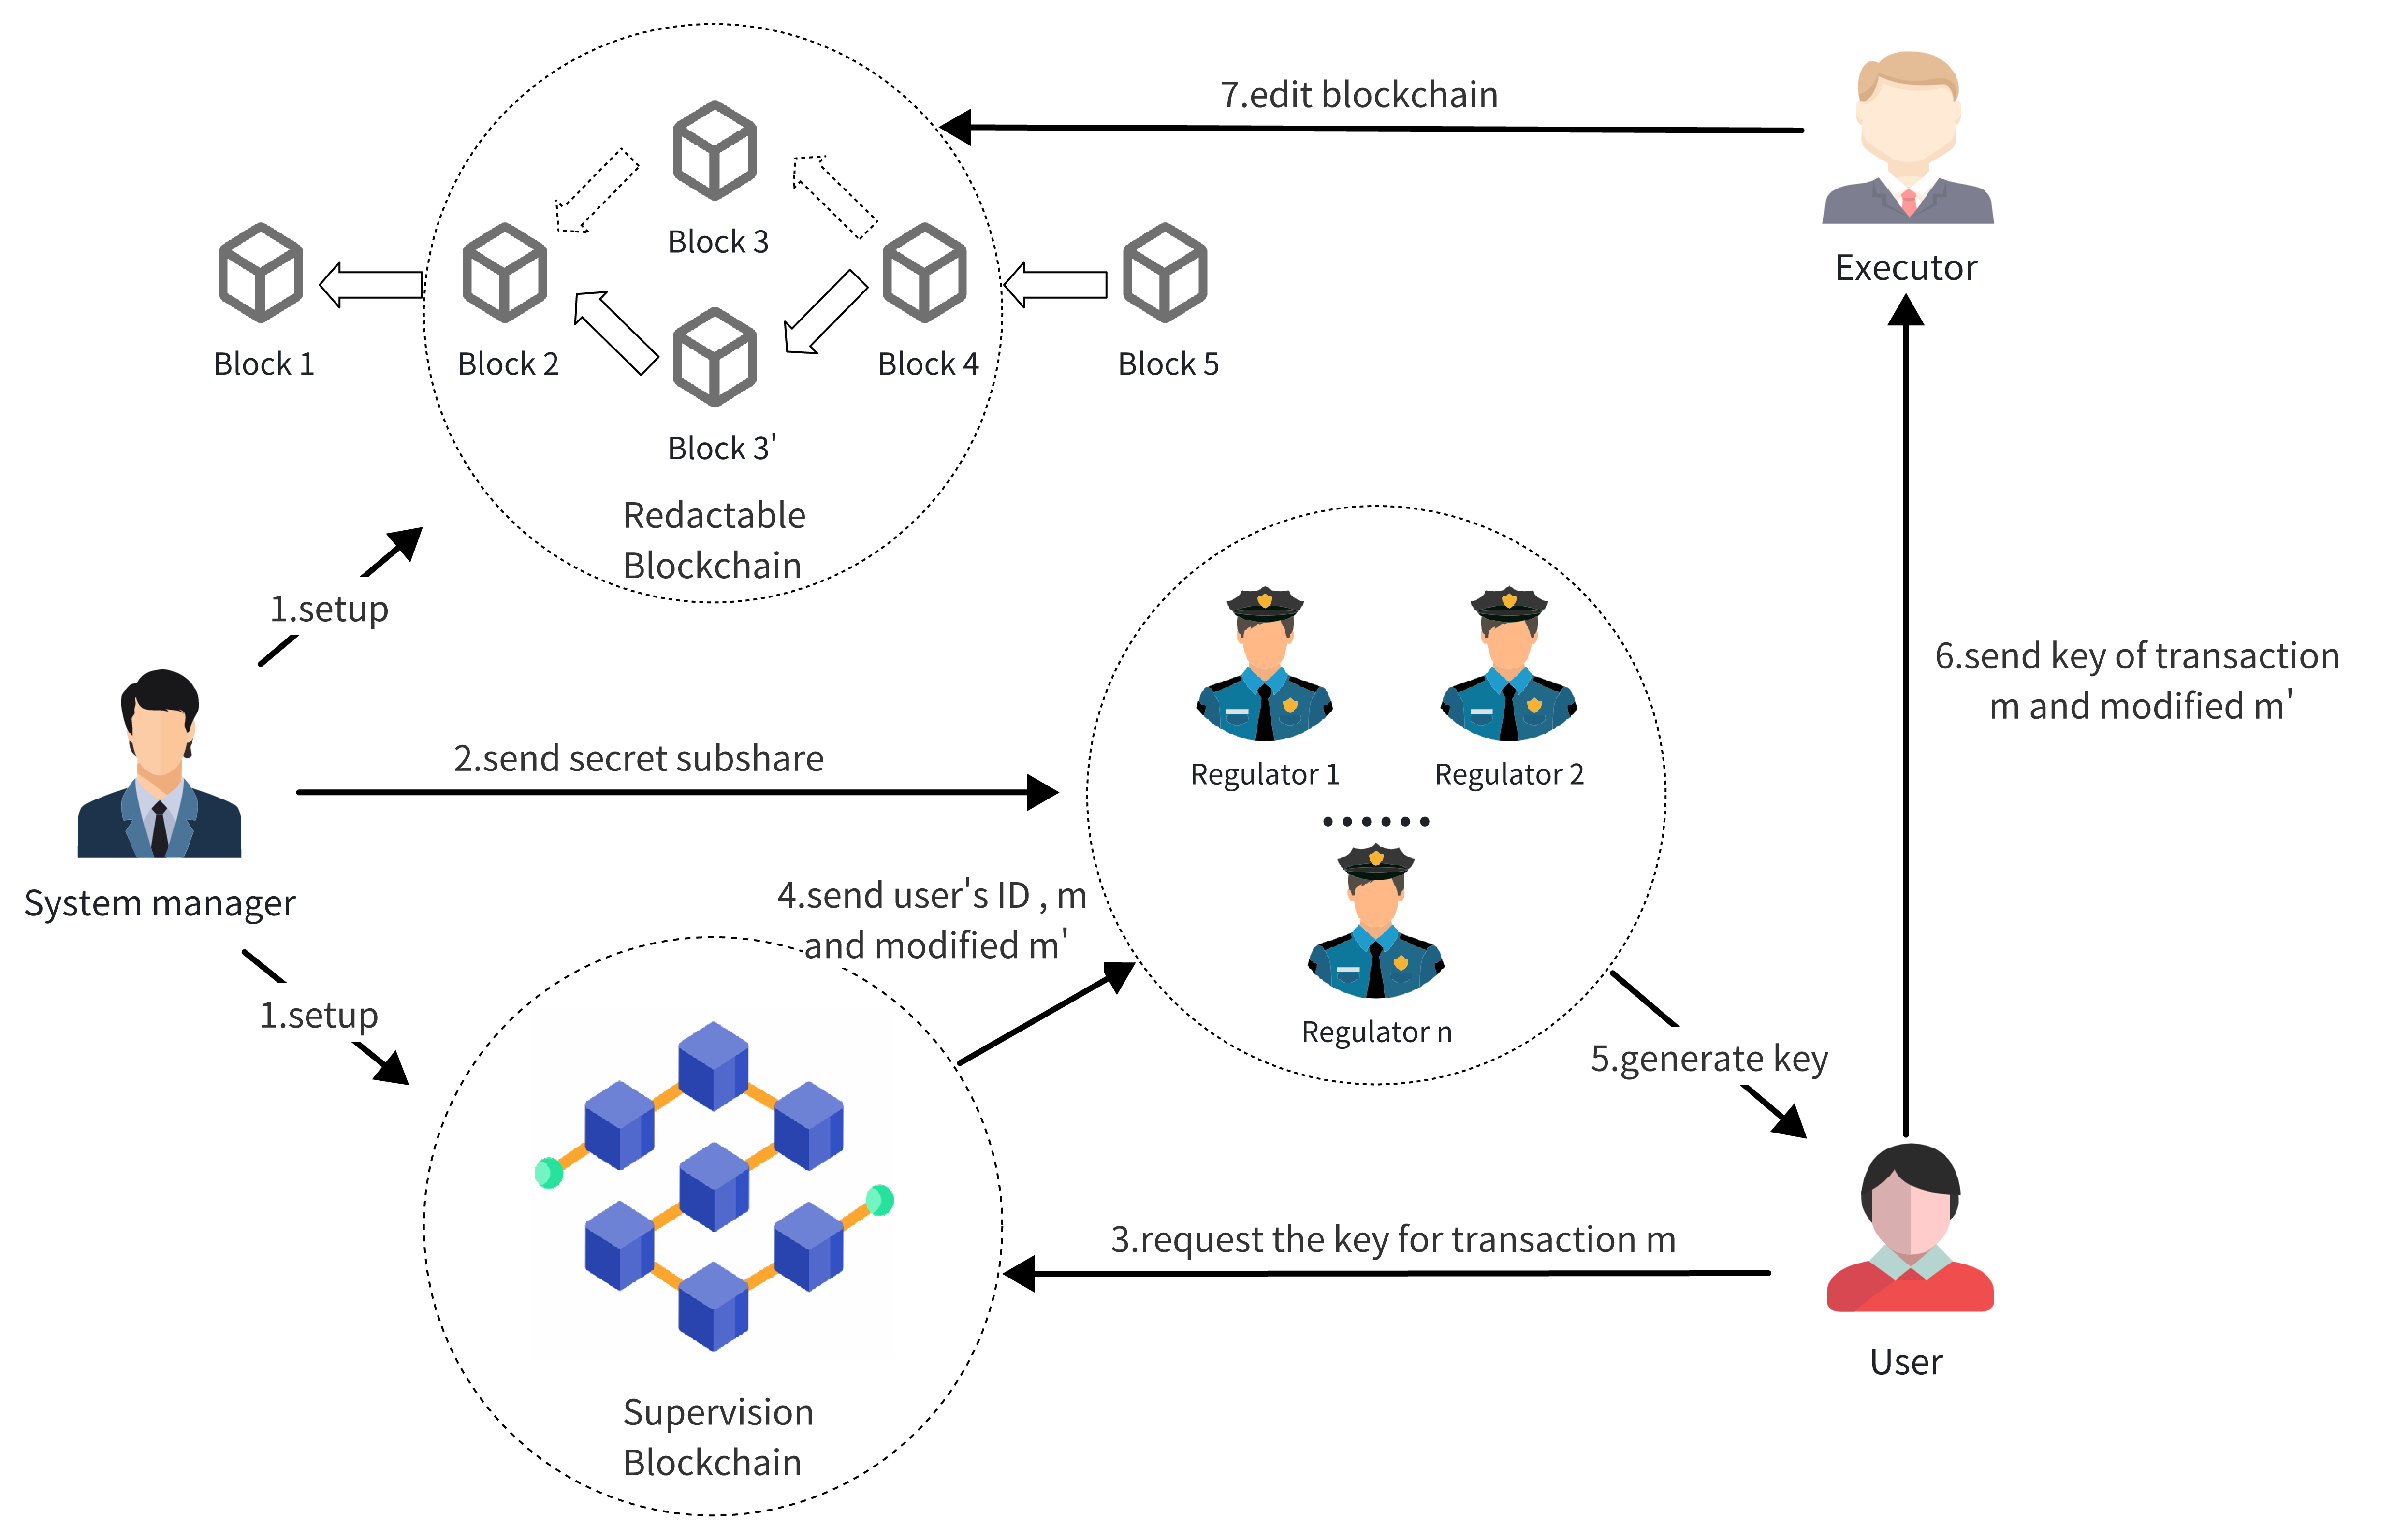 7.edit blockchain
Block 3
Executor
Block 1
Block 2
Block 4
Block 5
Block 3'
Redactable
Blockchain
1.setup
6.send key of transaction
m and modified m'
2.send secret subshare
Regulator 1
Regulator 2
......
System manager
4.send user's ID , m
and modified m'
Regulator n
1.setup
5.generate key
3.request the key for transaction m
User
Supervision
Blockchain